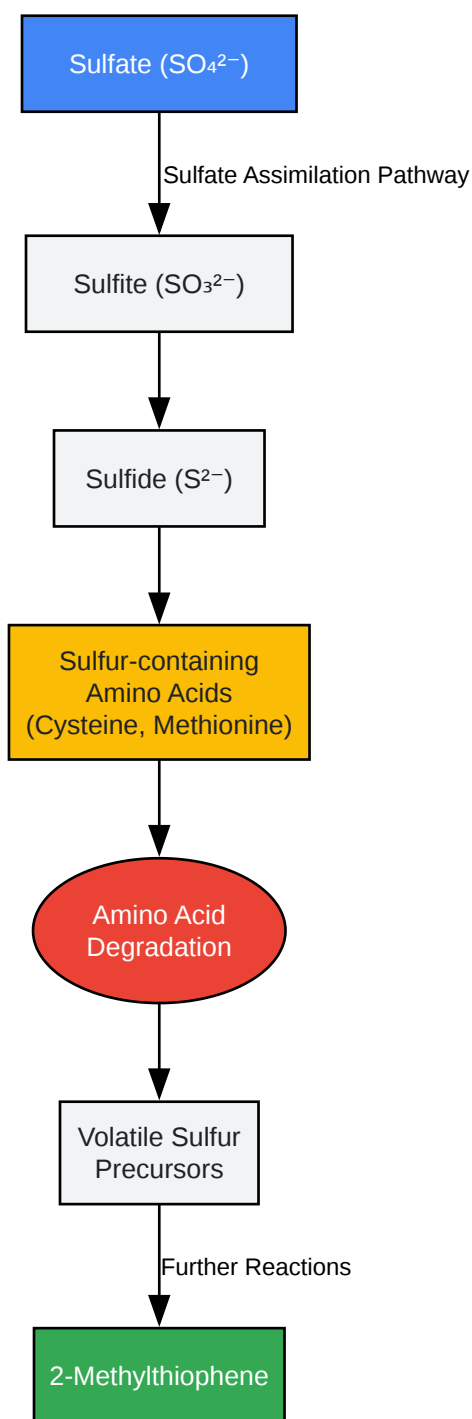 Sulfate (SO₄²⁻)
Sulfate Assimilation Pathway
Sulfite (SO₃²⁻)
Sulfide (S²⁻)
Sulfur-containing
Amino Acids
(Cysteine, Methionine)
Amino Acid
Degradation
Volatile Sulfur
Precursors
Further Reactions
2-Methylthiophene